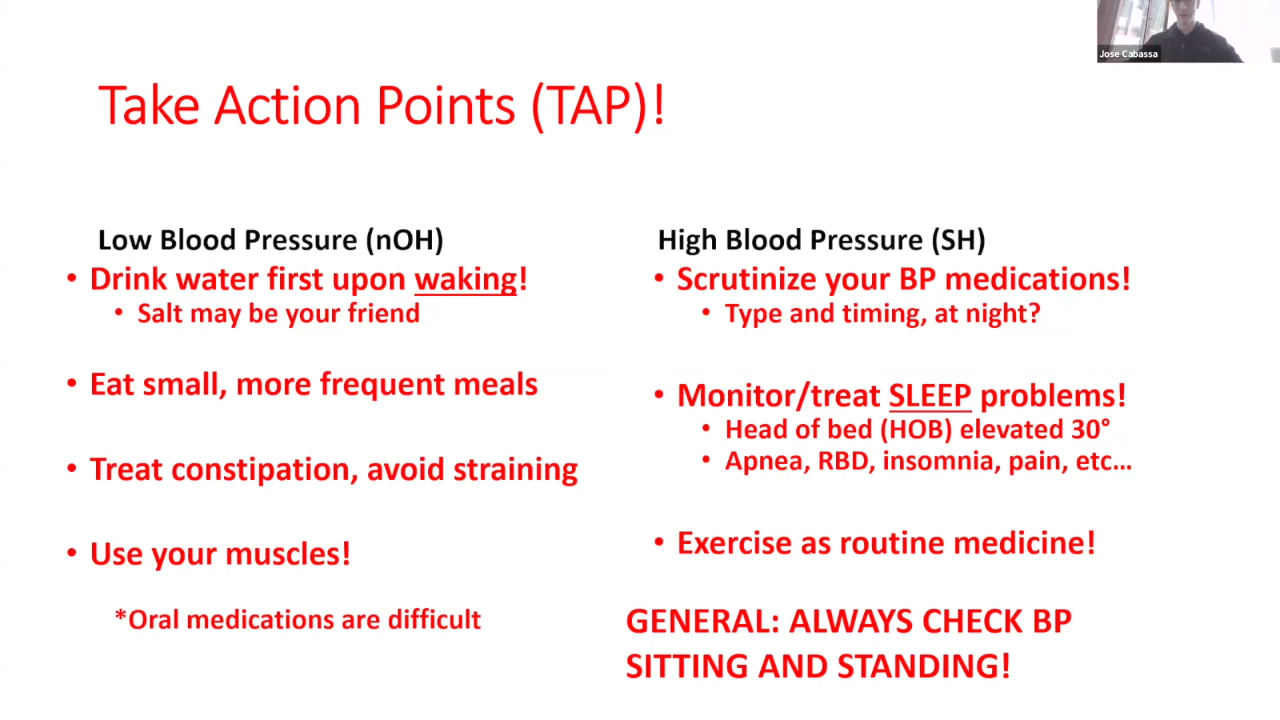 Jose Cabassa
Take Action Points (TAP)!
Low Blood Pressure (nOH)
• Drink water first upon waking!
• Salt may be your friend
• Eat small, more frequent meals
• Treat constipation, avoid straining
• Use your muscles!
*Oral medications are difficult
High Blood Pressure (SH)
• Scrutinize your BP medications!
• Type and timing, at night?
• Monitor/treat SLEEP problems!
• Head of bed (HOB) elevated 30°
• Apnea, RBD, insomnia, pain, etc…
• Exercise as routine medicine!
GENERAL: ALWAYS CHECK BP
SITTING AND STANDING!